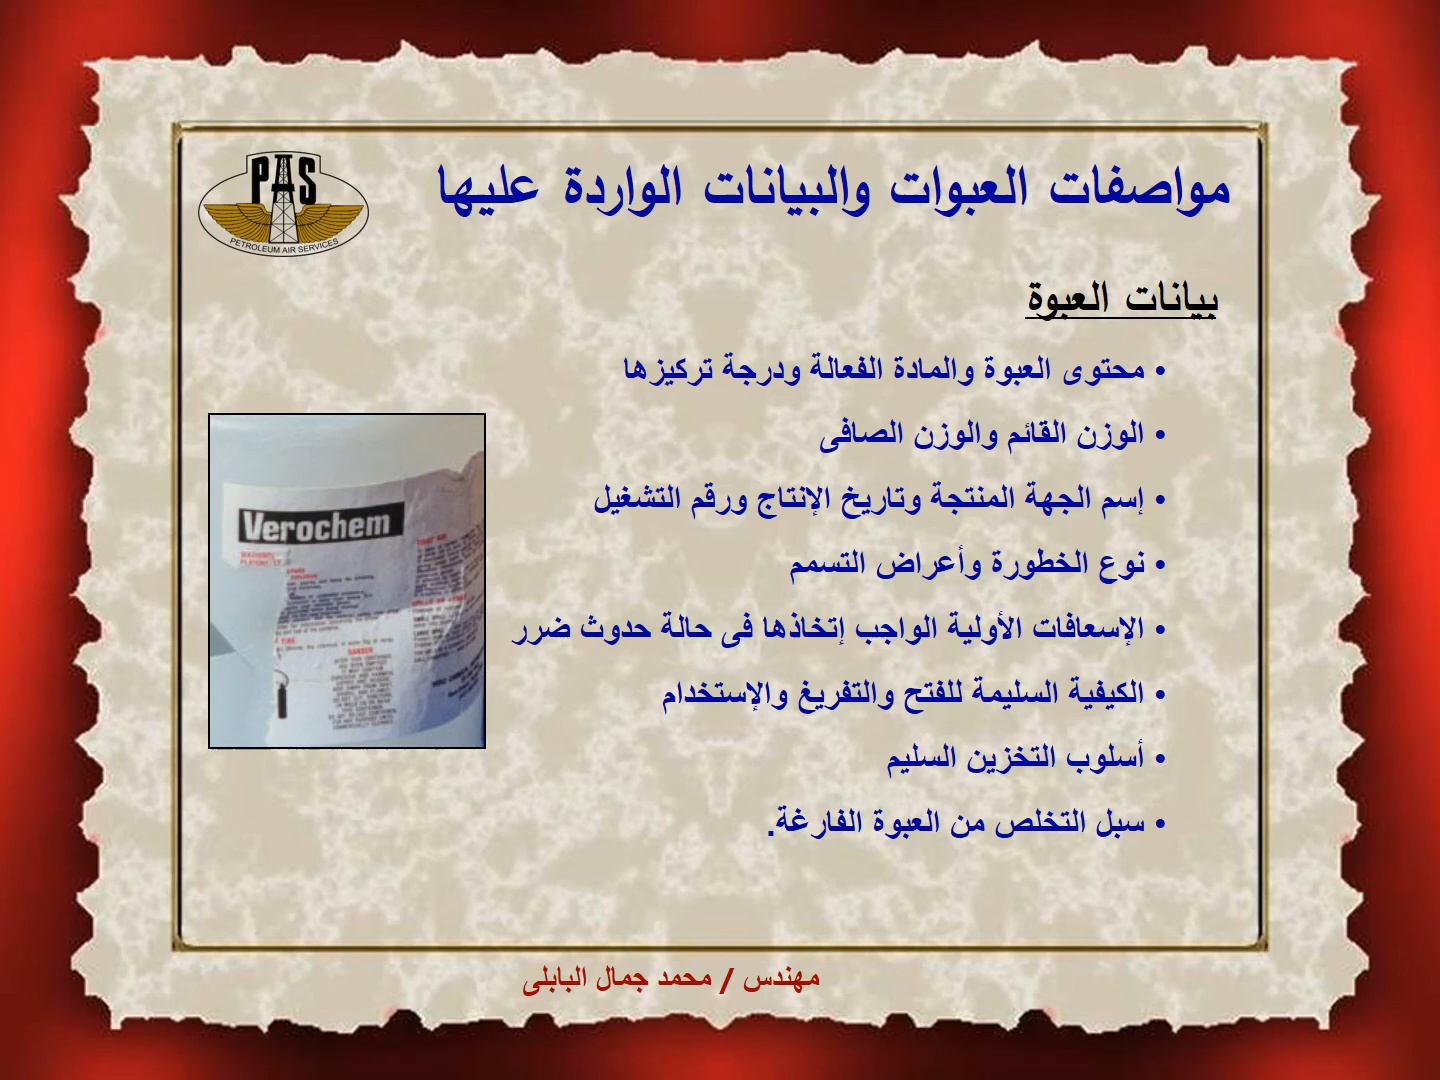 PAS
PETROLEUM AIR SERVICES
مواصفات العبوات والبيانات الواردة عليها
بيانات العبوة
• محتوى العبوة والمادة الفعالة ودرجة تركيزها
• الوزن القائم والوزن الصافى
• إسم الجهة المنتجة وتاريخ الإنتاج ورقم التشغيل
• نوع الخطورة وأعراض التسمم
• الإسعافات الأولية الواجب إتخاذها فى حالة حدوث ضرر
• الكيفية السليمة للفتح والتفريغ والإستخدام
• أسلوب التخزين السليم
• سبل التخلص من العبوة الفارغة.
Verochem
DANGER
مهندس / محمد جمال البابلى